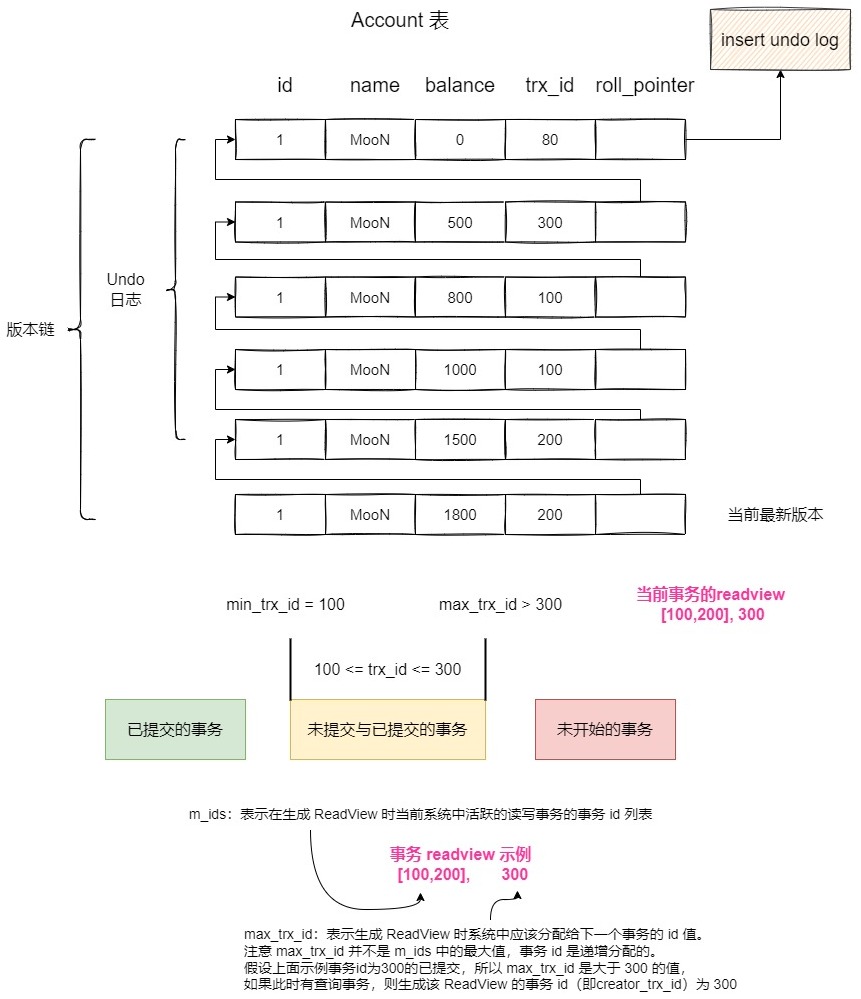 Account 表
insert undo log
id name balance trx_id roll_pointer
1 MooN 0 80
1 MooN 500 300
Undo
日志
1 MooN 800 100
版本链
1 MooN 1000 100
1 MooN 1500 200
1 MooN 1800 200 当前最新版本
min_trx_id = 100 max_trx_id > 300
当前事务的readview
[100,200], 300
100 <= trx_id <= 300
已提交的事务 未提交与已提交的事务 未开始的事务
m_ids：表示在生成 ReadView 时当前系统中活跃的读写事务的事务 id 列表
事务 readview 示例
[100,200], 300
max_trx_id：表示生成 ReadView 时系统中应该分配给下一个事务的 id 值。
注意 max_trx_id 并不是 m_ids 中的最大值，事务 id 是递增分配的。
假设上面示例事务id为300的已提交，所以 max_trx_id 是大于 300 的值，
如果此时有查询事务，则生成该 ReadView 的事务 id（即creator_trx_id）为 300